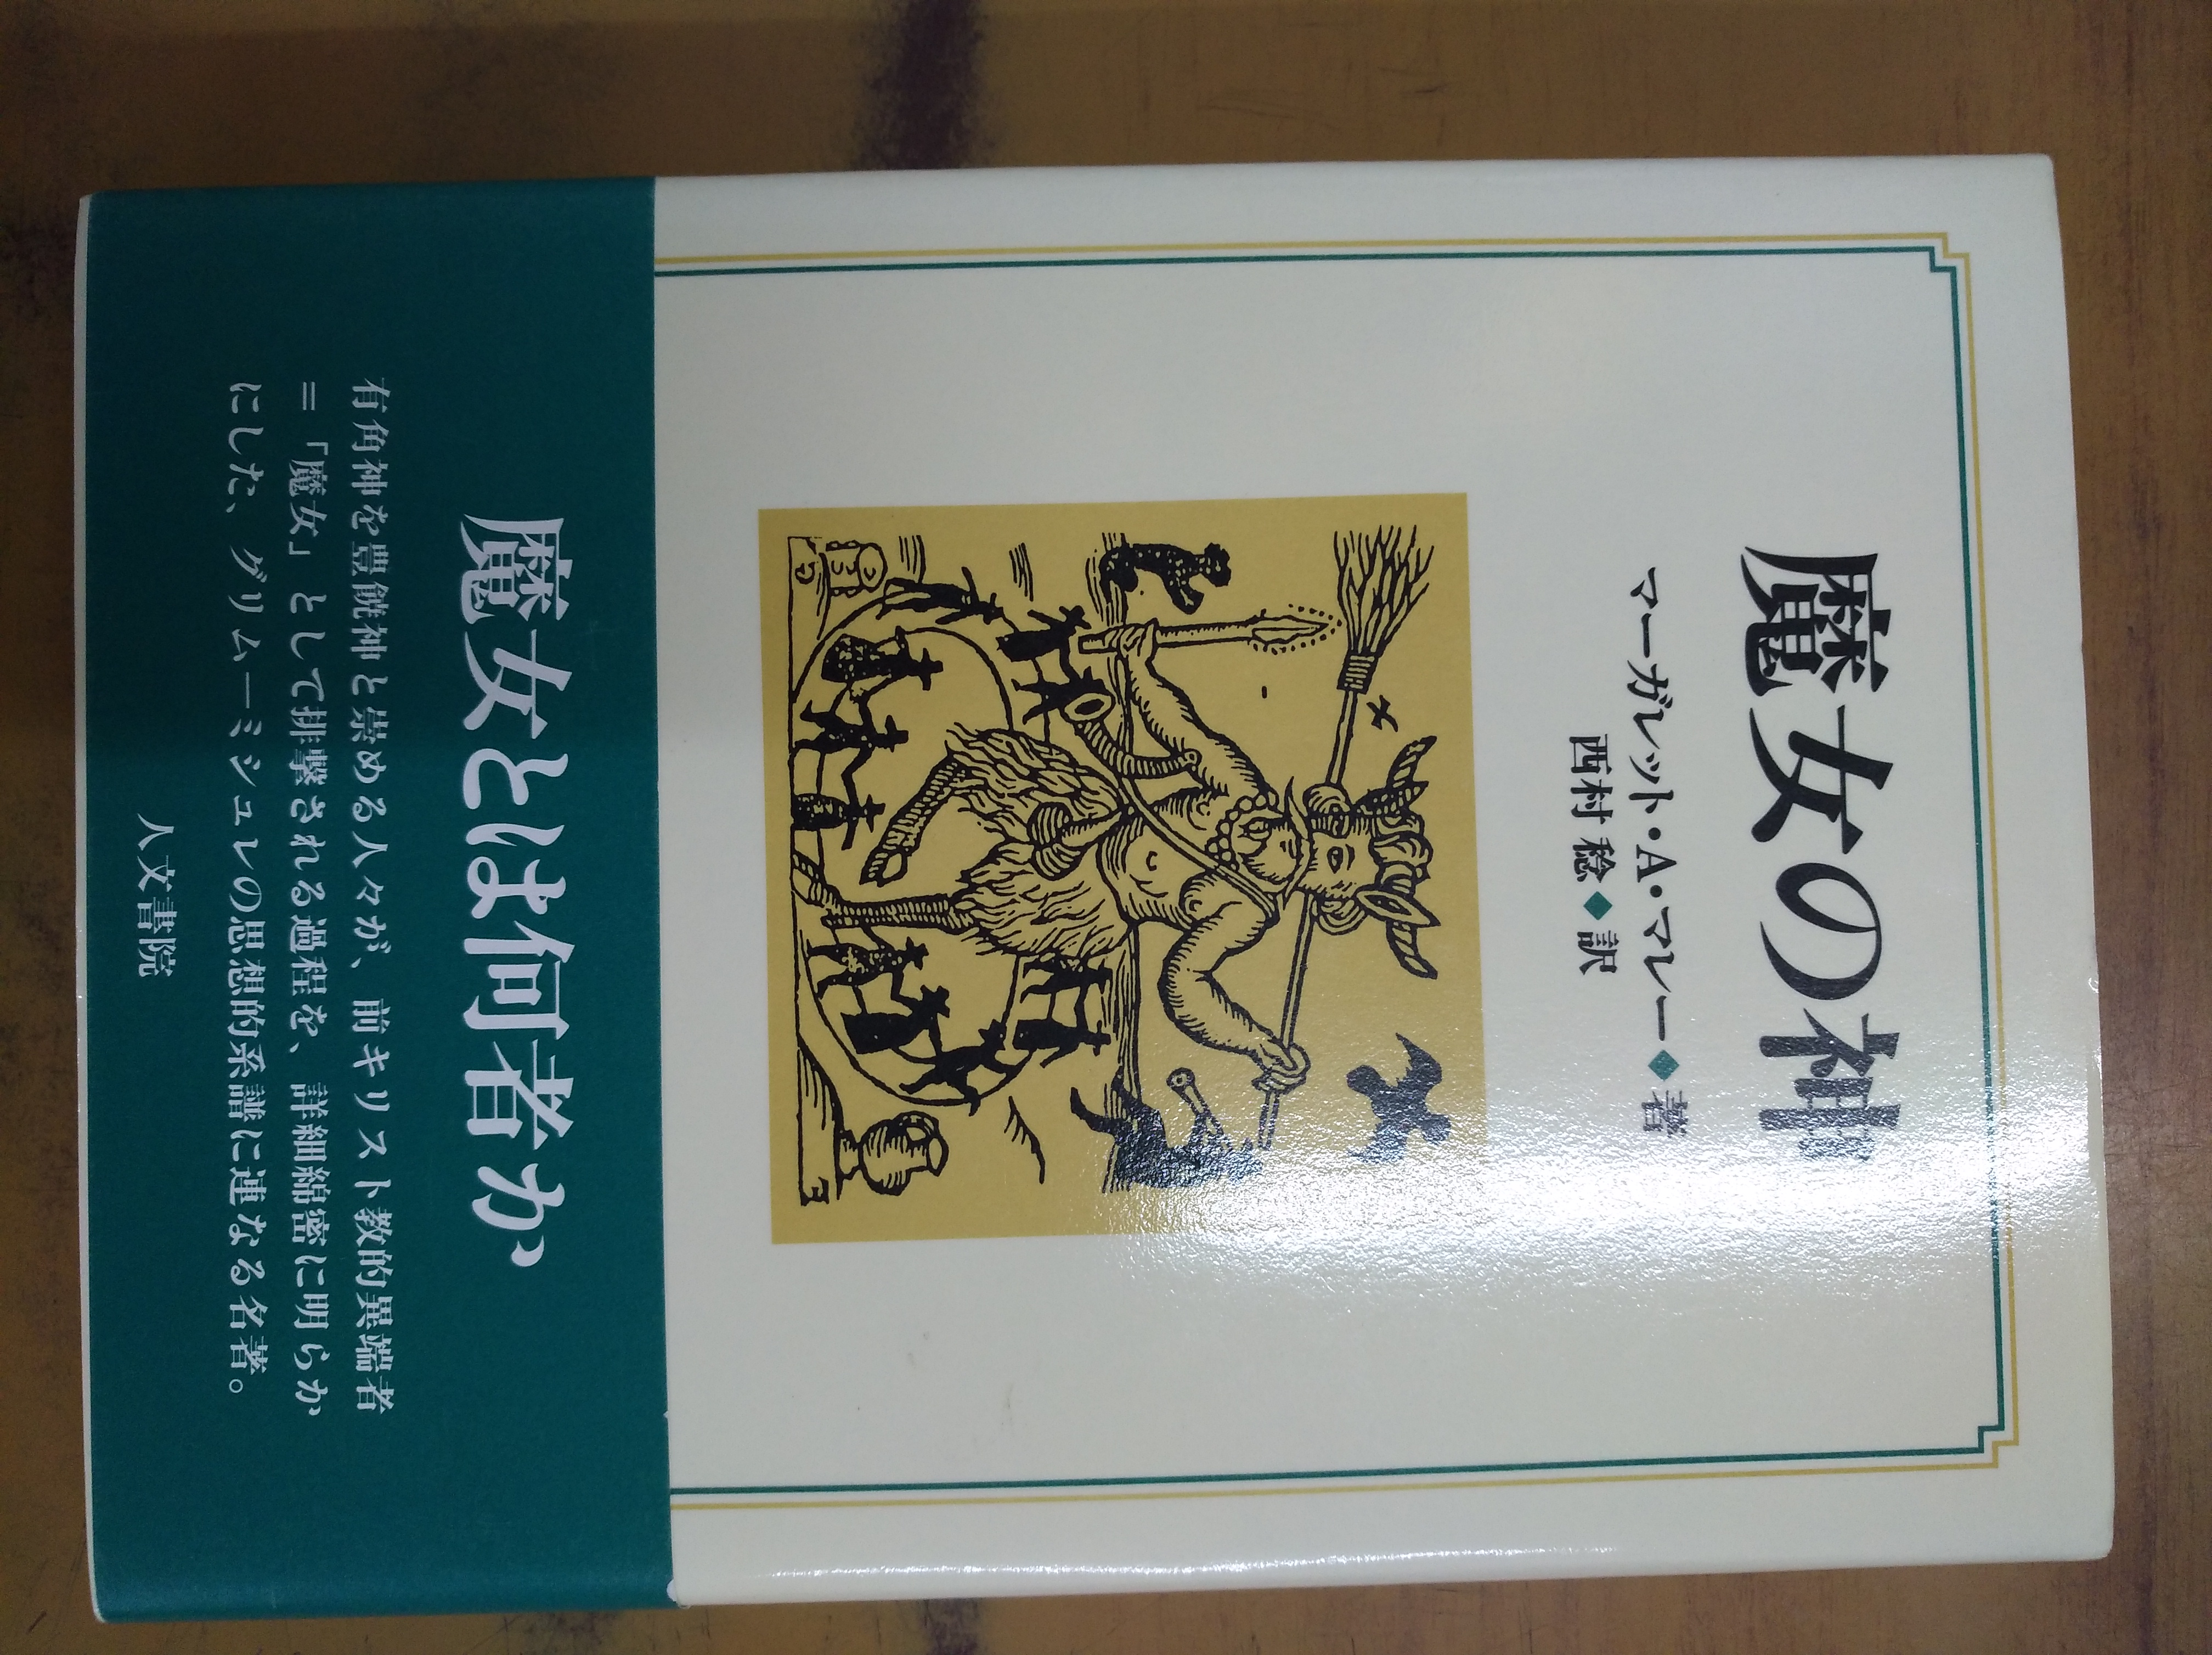 魔女の神
マーガレット・A・マレー◆著
西村 稔◆訳
魔女とは何者か
有角神を豊饒神と崇める人々が、前キリスト教的異端者
＝「魔女」として排撃される過程を、詳細綿密に明らか
にした、グリム―ミシュレの思想的系譜に連なる名著。
人文書院